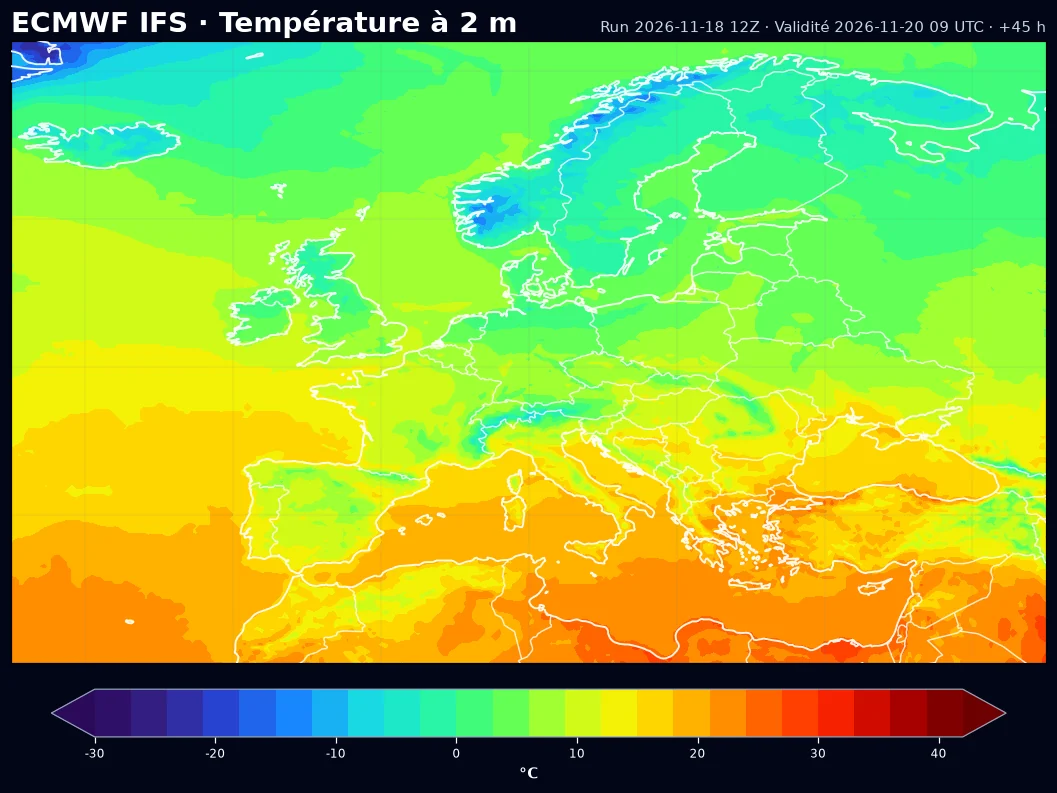 ECMWF IFS · Température à 2 m
Run 2026-11-18 12Z · Validité 2026-11-20 09 UTC · +45 h
-30 -20 -10 0 10 20 30 40
°C